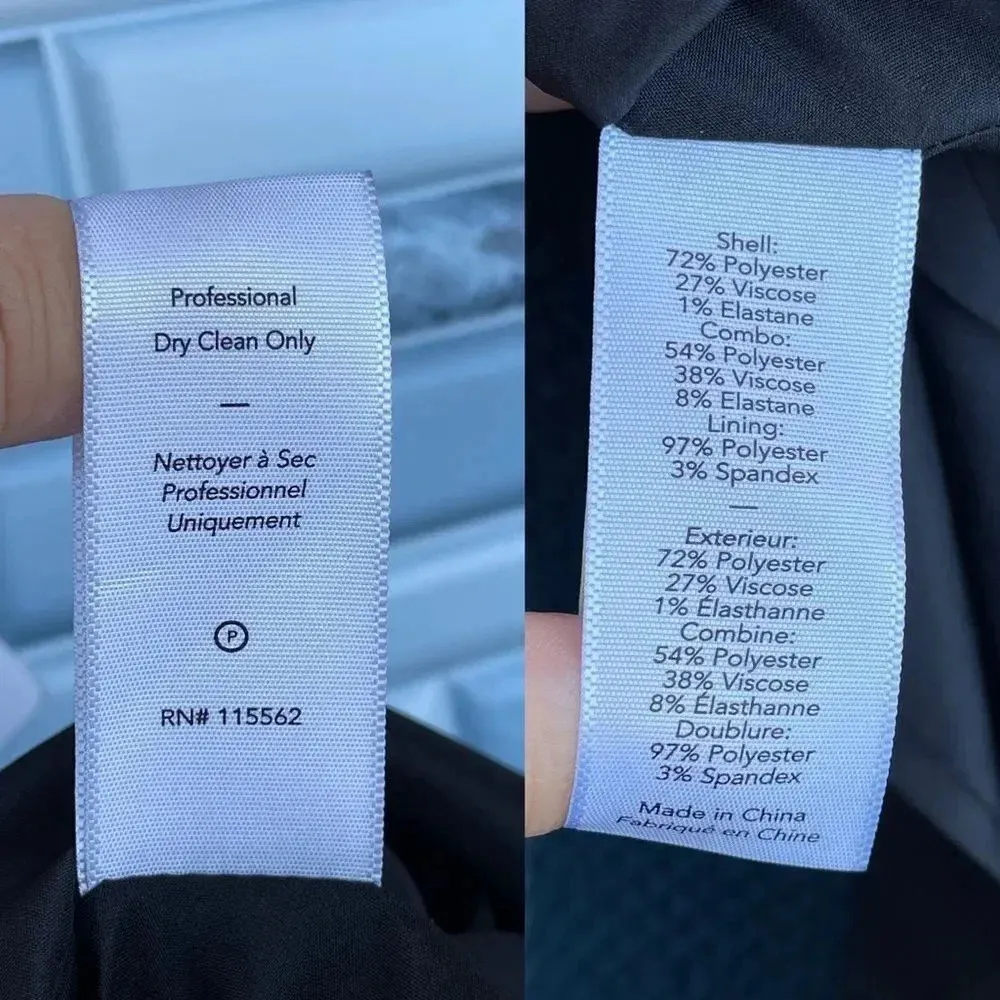 Professional
Dry Clean Only
—
Nettoyer à Sec
Professionnel
Uniquement
P
RN# 115562
Shell:
72% Polyester
27% Viscose
1% Elastane
Combo:
54% Polyester
38% Viscose
8% Elastane
Lining:
97% Polyester
3% Spandex
—
Exterieur:
72% Polyester
27% Viscose
1% Élasthanne
Combine:
54% Polyester
38% Viscose
8% Élasthanne
Doublure:
97% Polyester
3% Spandex
Made in China
Fabriqué en Chine